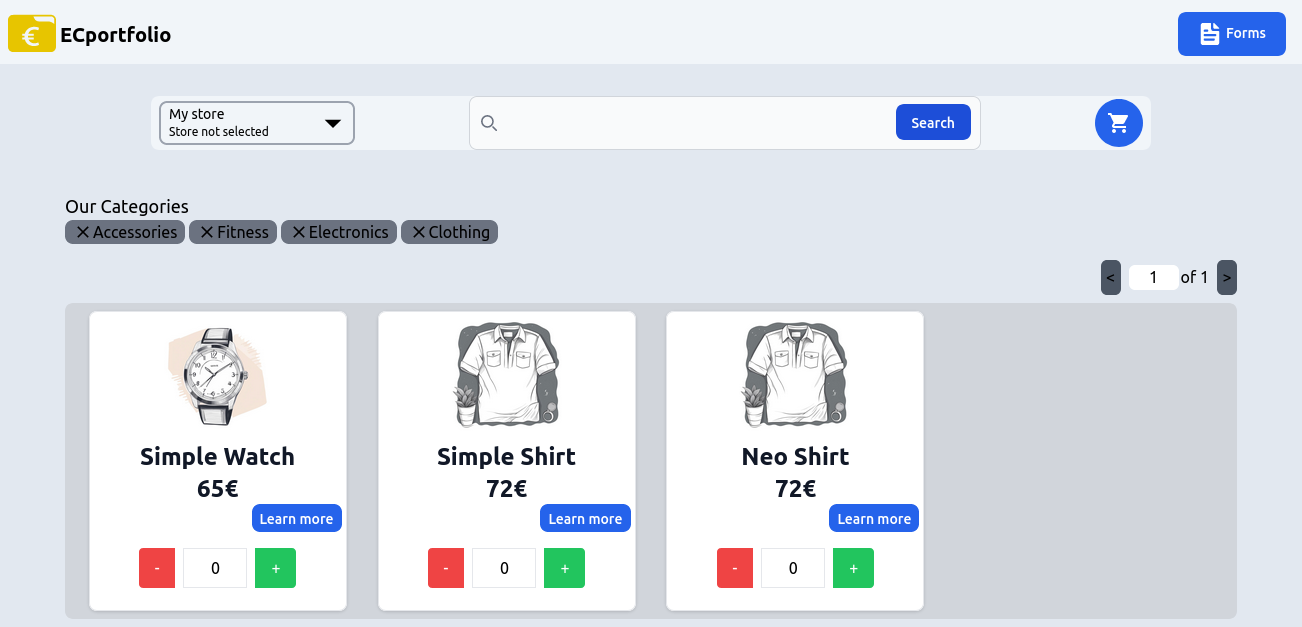 € ECportfolio
Forms
My store
Store not selected
Search
Our Categories
Accessories Fitness Electronics Clothing
< 1 of 1 >
Simple Watch Simple Shirt Neo Shirt
65€ 72€ 72€
Learn more Learn more Learn more
- 0 + - 0 + - 0 +